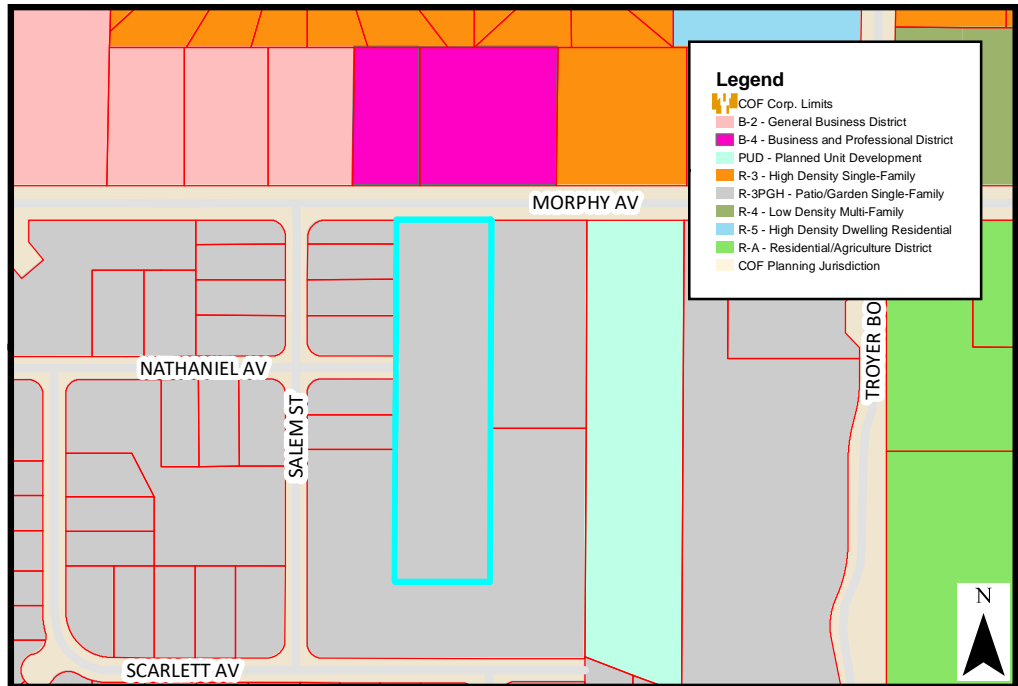 Legend
COF Corp. Limits
B-2 - General Business District
B-4 - Business and Professional District
PUD - Planned Unit Development
R-3 - High Density Single-Family
R-3PGH - Patio/Garden Single-Family
R-4 - Low Density Multi-Family
R-5 - High Density Dwelling Residential
R-A - Residential/Agriculture District
COF Planning Jurisdiction
MORPHY AV
TROYER BO
NATHANIEL AV
SALEM ST
SCARLETT AV
N